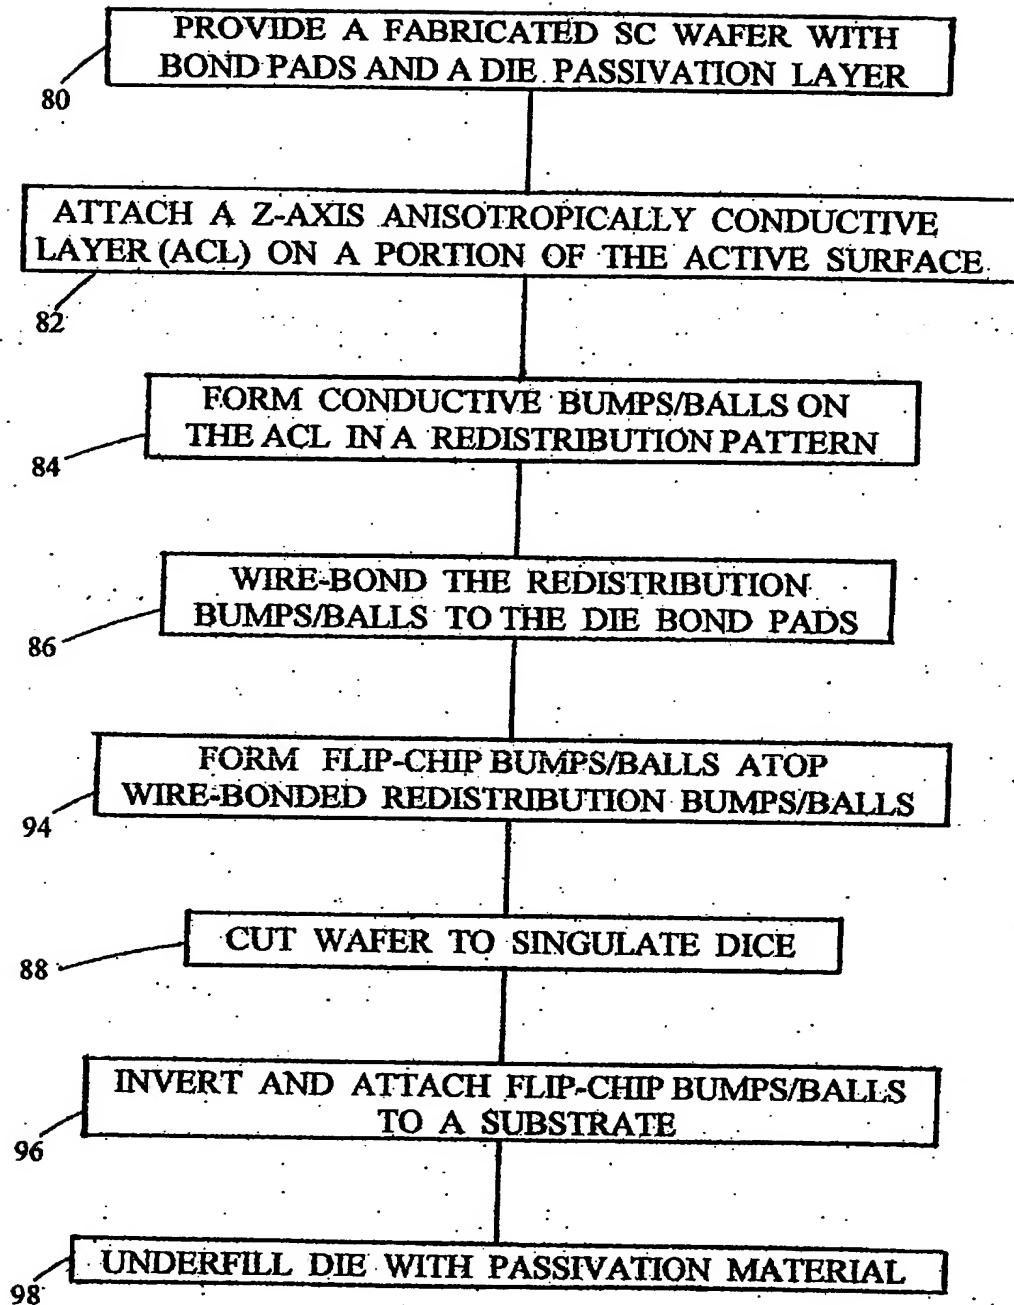 PROVIDE A FABRICATED SC WAFER WITH
BOND PADS AND A DIE PASSIVATION LAYER
80
ATTACH A Z-AXIS ANISOTROPICALLY CONDUCTIVE
LAYER (ACL) ON A PORTION OF THE ACTIVE SURFACE
82
FORM CONDUCTIVE BUMPS/BALLS ON
THE ACL IN A REDISTRIBUTION PATTERN
84
WIRE-BOND THE REDISTRIBUTION
BUMPS/BALLS TO THE DIE BOND PADS
86
FORM FLIP-CHIP BUMPS/BALLS ATOP
WIRE-BONDED REDISTRIBUTION BUMPS/BALLS
94
CUT WAFER TO SINGULATE DICE
88
INVERT AND ATTACH FLIP-CHIP BUMPS/BALLS
TO A SUBSTRATE
96
UNDERFILL DIE WITH PASSIVATION MATERIAL
98